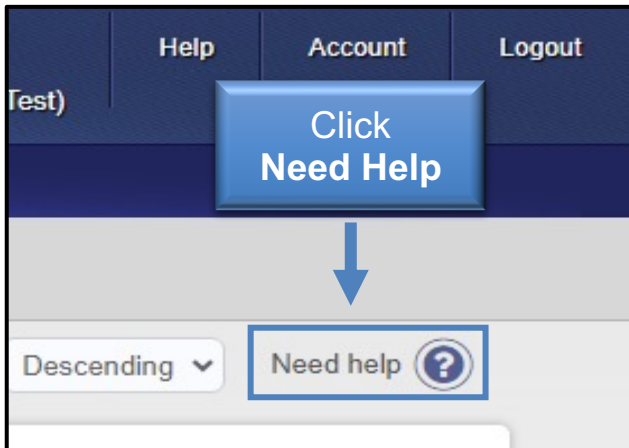 Help Account Logout
Test)
Click
Need Help
Descending Need help ?